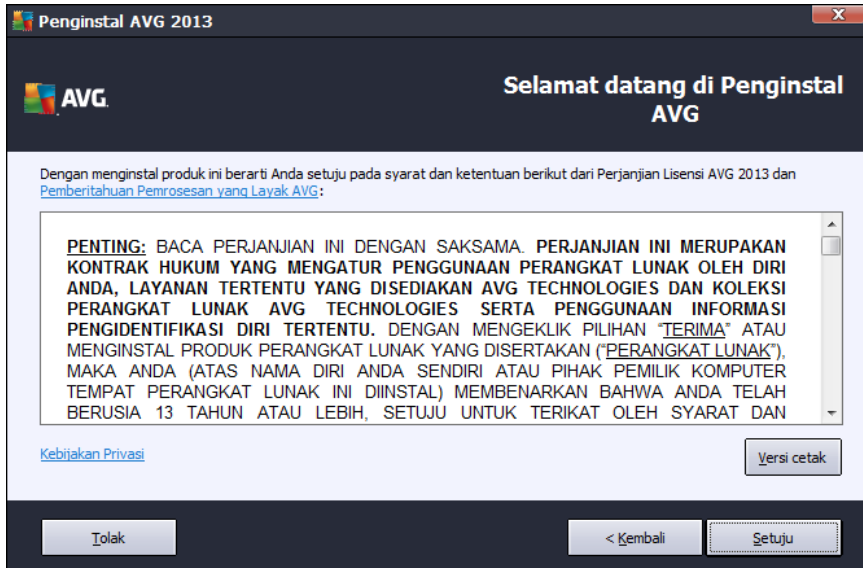 Penginstal AVG 2013
AVG.
Selamat datang di Penginstal
AVG
Dengan menginstal produk ini berarti Anda setuju pada syarat dan ketentuan berikut dari Perjanjian Lisensi AVG 2013 dan
Pemberitahuan Pemrosesan yang Layak AVG:
PENTING: BACA PERJANJIAN INI DENGAN SAKSAMA. PERJANJIAN INI MERUPAKAN
KONTRAK HUKUM YANG MENGATUR PENGGUNAAN PERANGKAT LUNAK OLEH DIRI
ANDA, LAYANAN TERTENTU YANG DISEDIAKAN AVG TECHNOLOGIES DAN KOLEKSI
PERANGKAT LUNAK AVG TECHNOLOGIES SERTA PENGGUNAAN INFORMASI
PENGIDENTIFIKASI DIRI TERTENTU. DENGAN MENGEKLIK PILIHAN “TERIMA” ATAU
MENGINSTAL PRODUK PERANGKAT LUNAK YANG DISERTAKAN (“PERANGKAT LUNAK”),
MAKA ANDA (ATAS NAMA DIRI ANDA SENDIRI ATAU PIHAK PEMILIK KOMPUTER
TEMPAT PERANGKAT LUNAK INI DIINSTAL) MEMBENARKAN BAHWA ANDA TELAH
BERUSIA 13 TAHUN ATAU LEBIH, SETUJU UNTUK TERIKAT OLEH SYARAT DAN
Kebijakan Privasi
Versi cetak
Tolak
< Kembali
Setuju